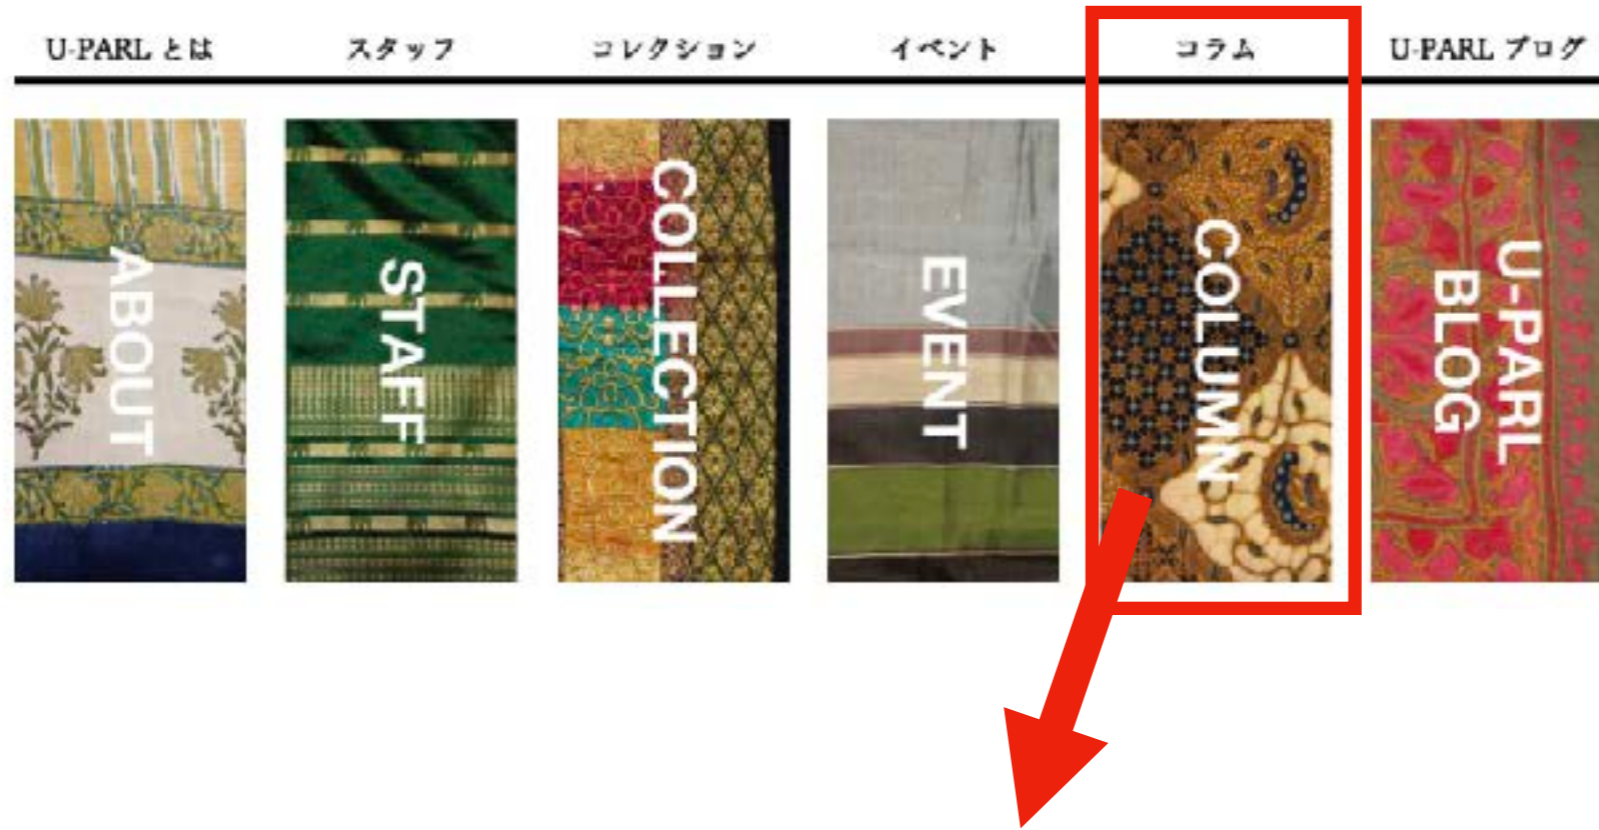 U-PARL とは
スタッフ
コレクション
イベント
コラム
U-PARL ブログ
ABOUT
STAFF
COLLECTION
EVENT
COLUMN
U-PARL
BLOG